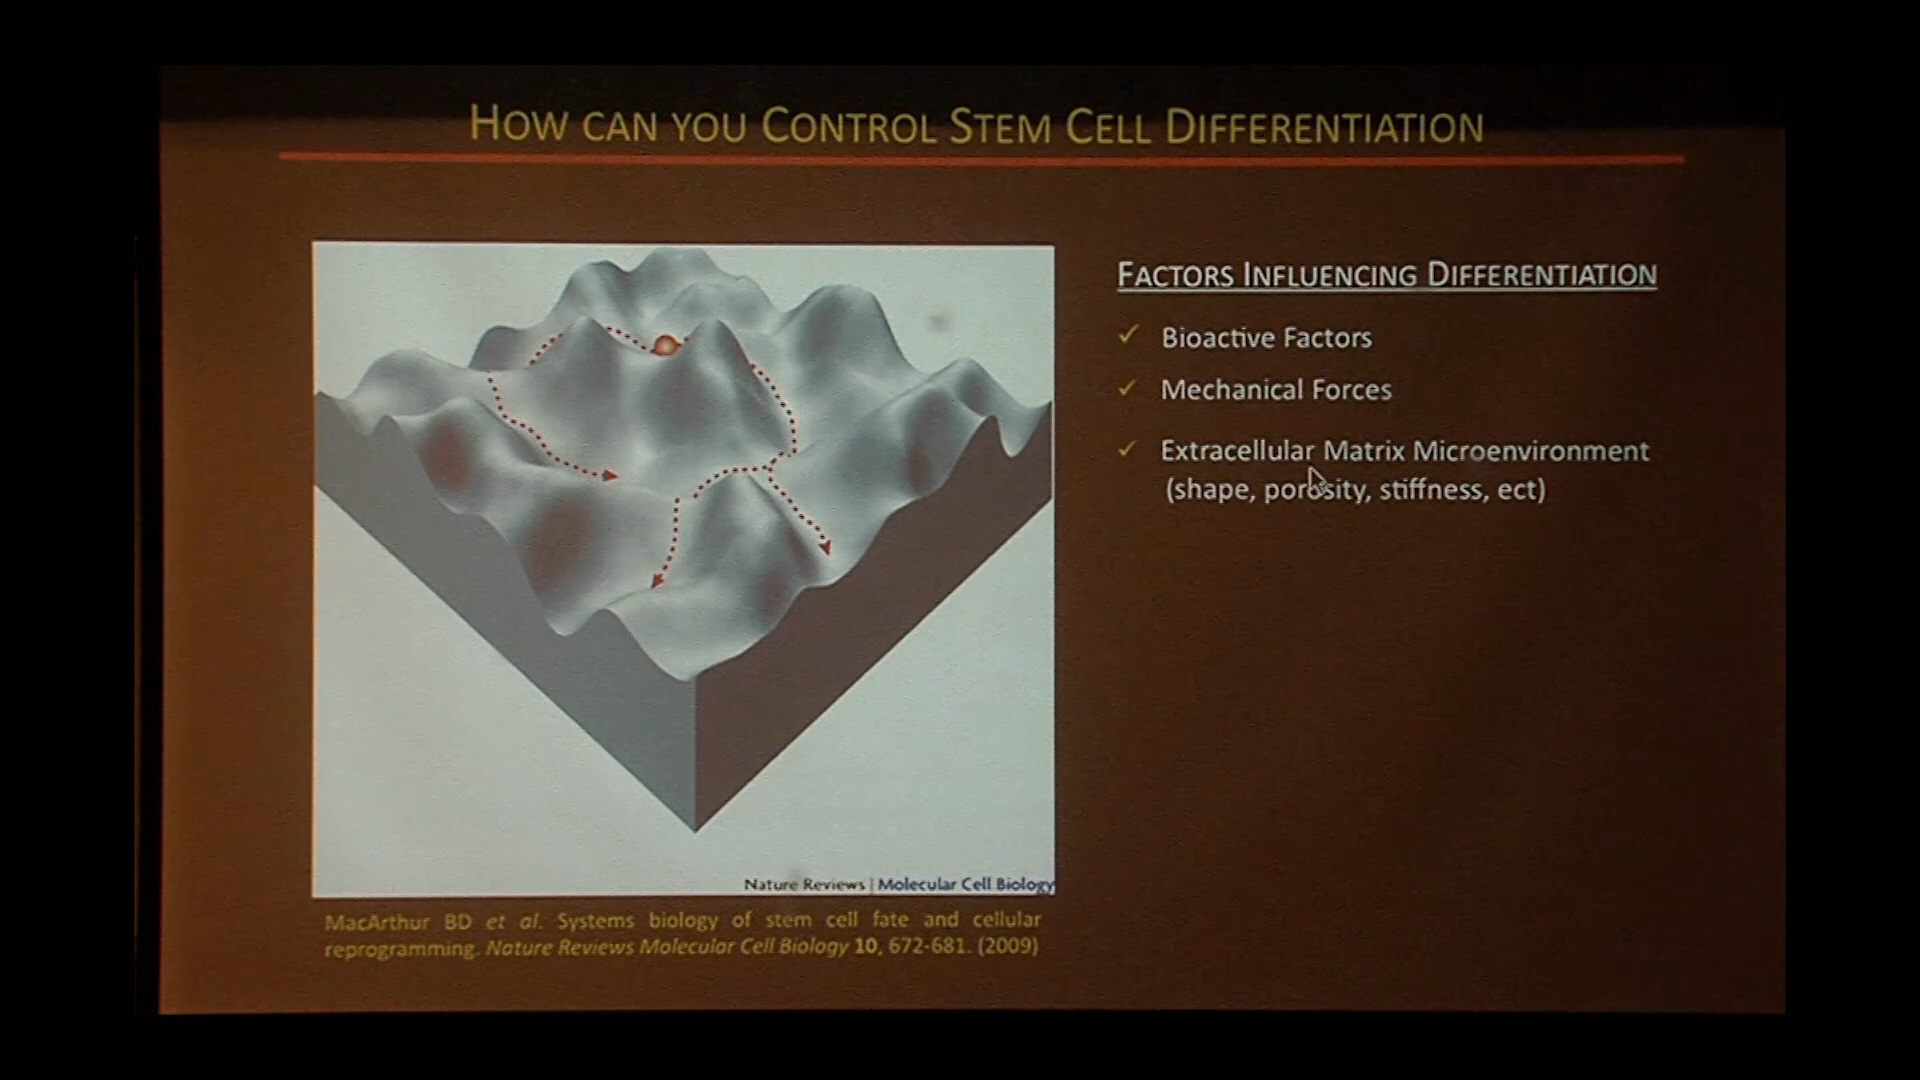 HOW CAN YOU CONTROL STEM CELL DIFFERENTIATION
FACTORS INFLUENCING DIFFERENTIATION
✓ Bioactive Factors
✓ Mechanical Forces
✓ Extracellular Matrix Microenvironment
(shape, porosity, stiffness, ect)
Nature Reviews | Molecular Cell Biology
MacArthur BD et al. Systems biology of stem cell fate and cellular
reprogramming. Nature Reviews Molecular Cell Biology 10, 672-681. (2009)